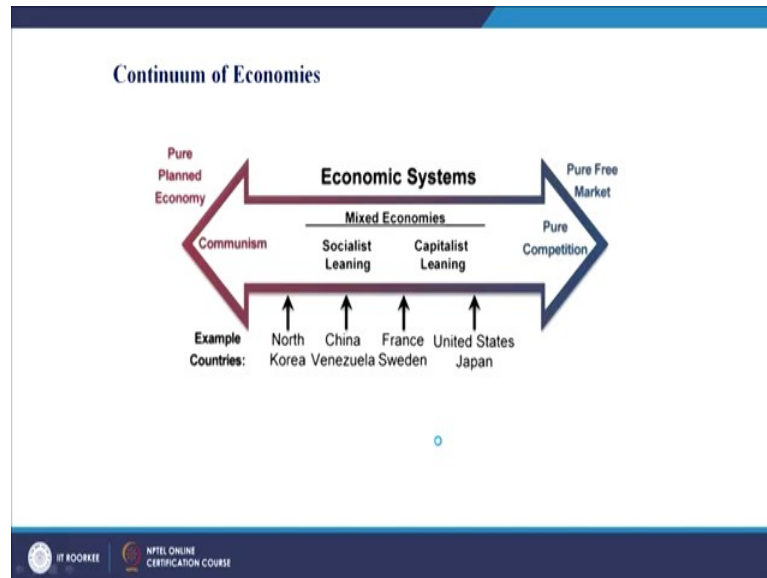 Continuum of Economies
Pure
Planned
Economy
Economic Systems
Pure Free
Market
Mixed Economies
Communism
Socialist
Leaning
Capitalist
Leaning
Pure
Competition
Example
Countries:
North
Korea
China
Venezuela
France
Sweden
United States
Japan
IIT ROORKEE
NPTEL ONLINE
CERTIFICATION COURSE